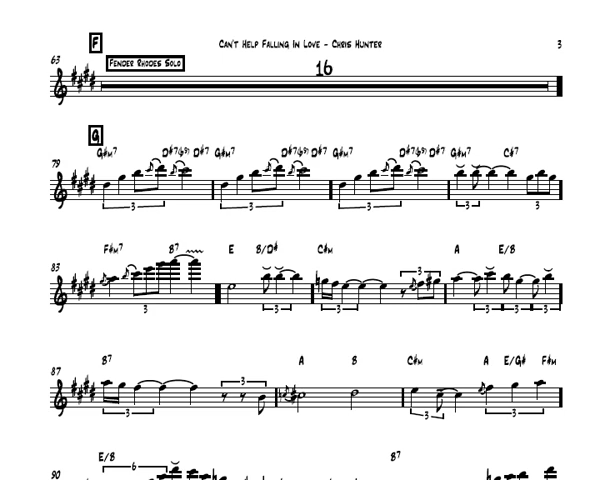 F Can't Help Falling In Love - Chris Hunter 3
63 Fender Rhodes Solo 16
G
79 G#m7 D#7(b9) D#7 G#m7 D#7(b9) D#7 G#m7 D#7(b9) D#7 G#m7 C#7
3 3 3 3 3
F#m7 B7 E B/D# C#m A E/B
83 3
3 3 3 3 3
B7 A B C#m A E/G# F#m
87 3
3 3 3
E/B B7
90 6